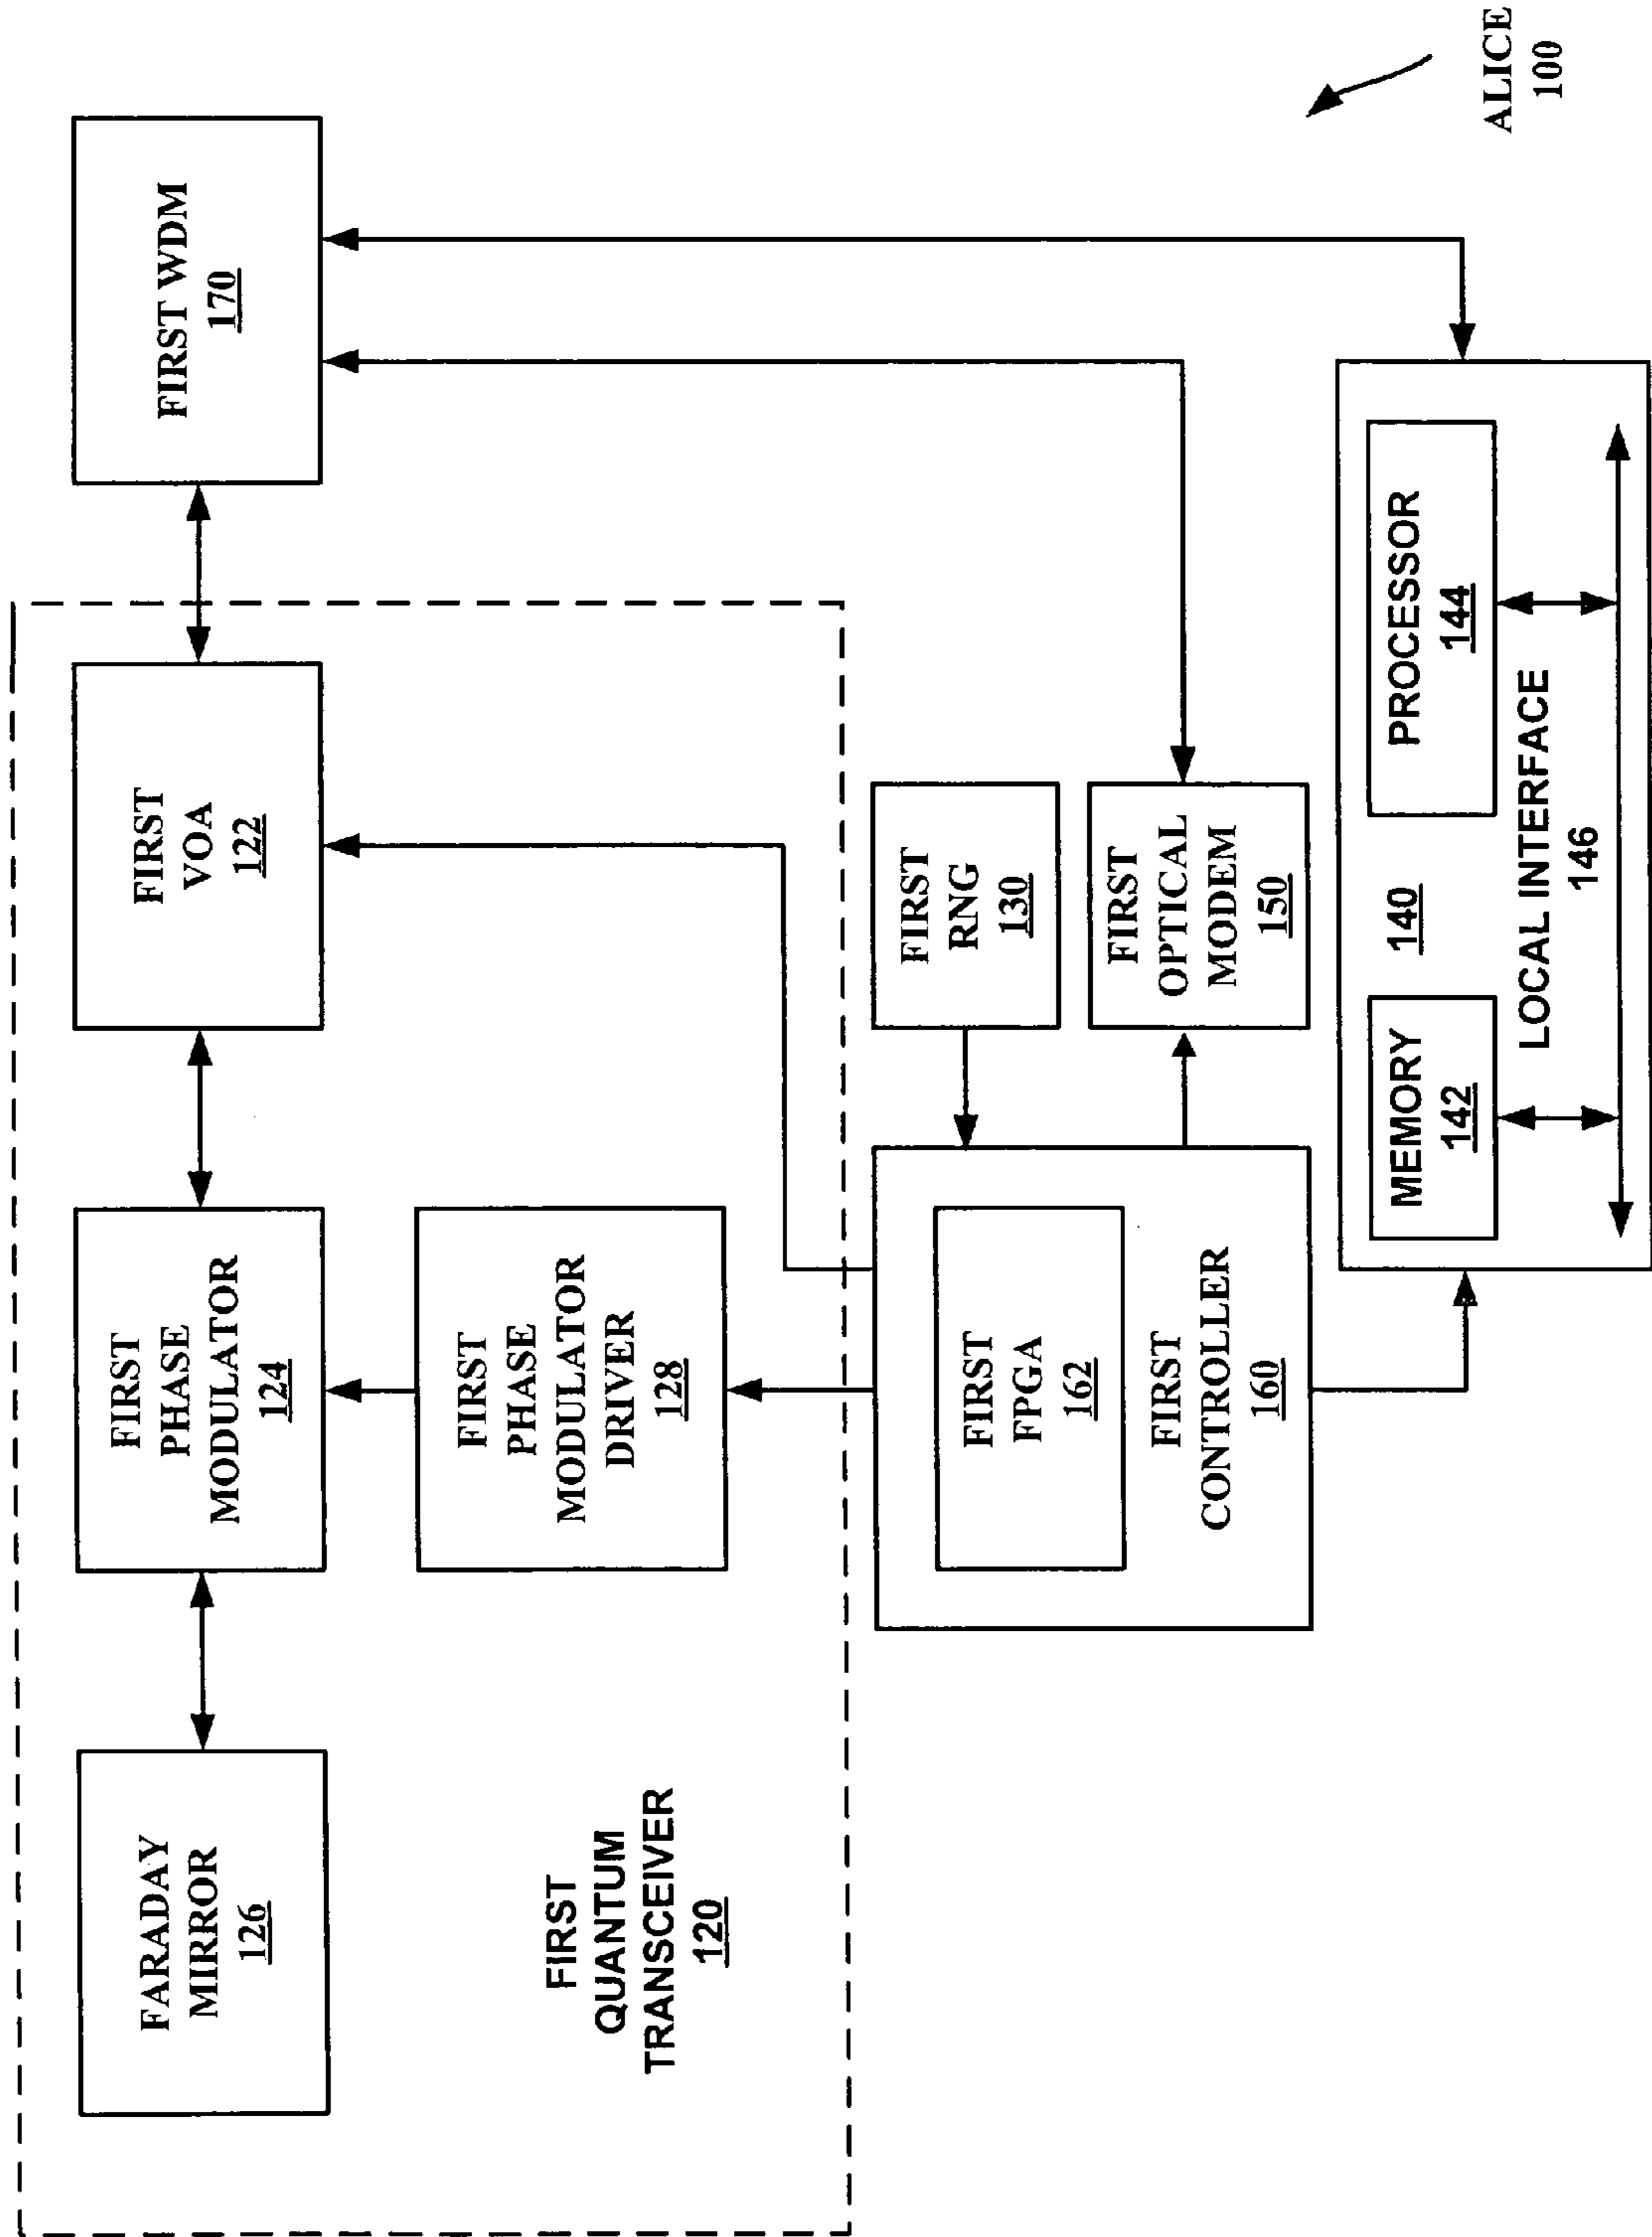 FARADAY
MIRROR
126
FIRST
PHASE
MODULATOR
124
FIRST
VOA
122
FIRST WDM
170
FIRST
PHASE
MODULATOR
DRIVER
128
FIRST
QUANTUM
TRANSCEIVER
120
FIRST
FPGA
162
FIRST
CONTROLLER
160
FIRST
RNG
130
FIRST
OPTICAL
MODEM
150
MEMORY
142
140
PROCESSOR
144
LOCAL INTERFACE
146
ALICE
100